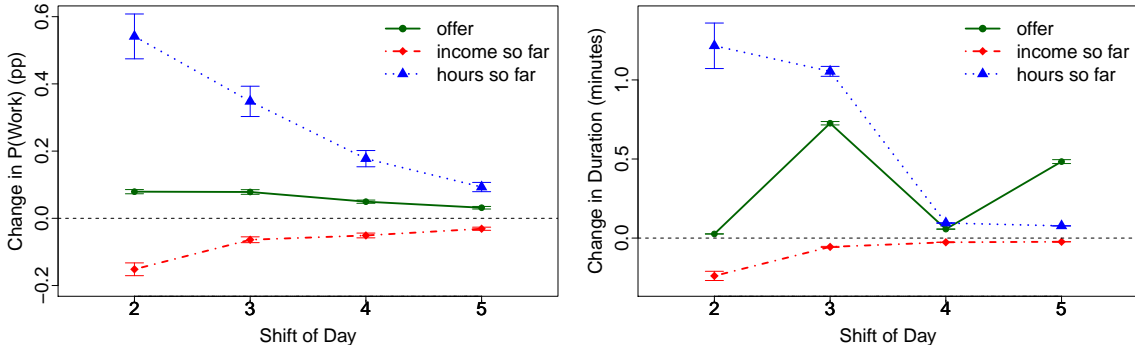 Change in P(Work) (pp)
0.6
0.4
0.2
0.0
−0.2
offer
income so far
hours so far
2 3 4 5
Shift of Day
Change in Duration (minutes)
1.0
0.5
0.0
offer
income so far
hours so far
2 3 4 5
Shift of Day